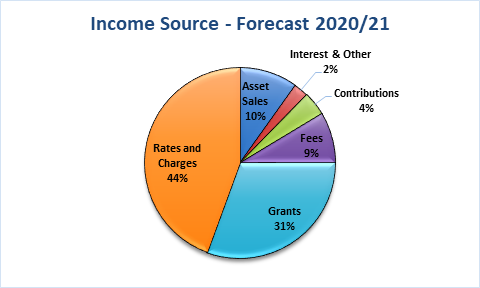 Income Source - Forecast 2020/21
Interest & Other
2%
Asset
Sales
10%
Contributions
4%
Fees
9%
Rates and
Charges
44%
Grants
31%